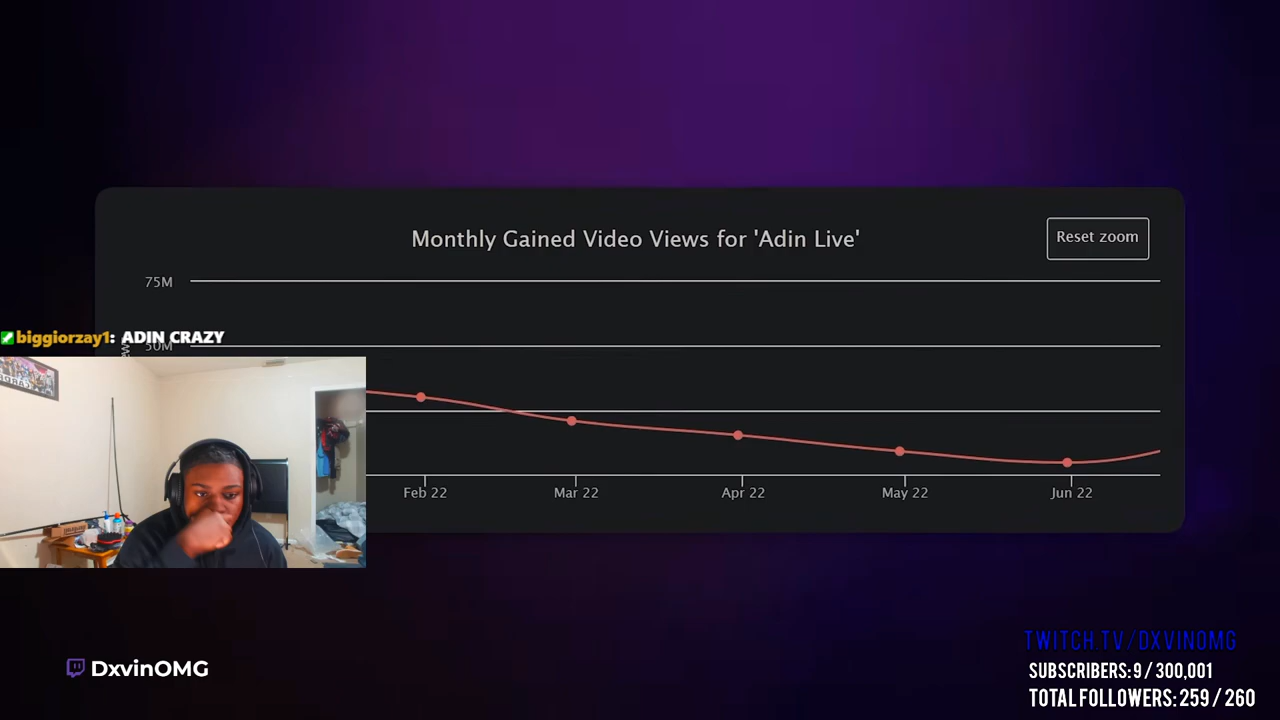 Monthly Gained Video Views for 'Adin Live'
Reset zoom
75M
biggiorzay1: ADIN CRAZY
50M
Feb 22
Mar 22
Apr 22
May 22
Jun 22
TWITCH.TV/DXVINOMG
DxvinOMG
SUBSCRIBERS: 9 / 300,001
TOTAL FOLLOWERS: 259 / 260